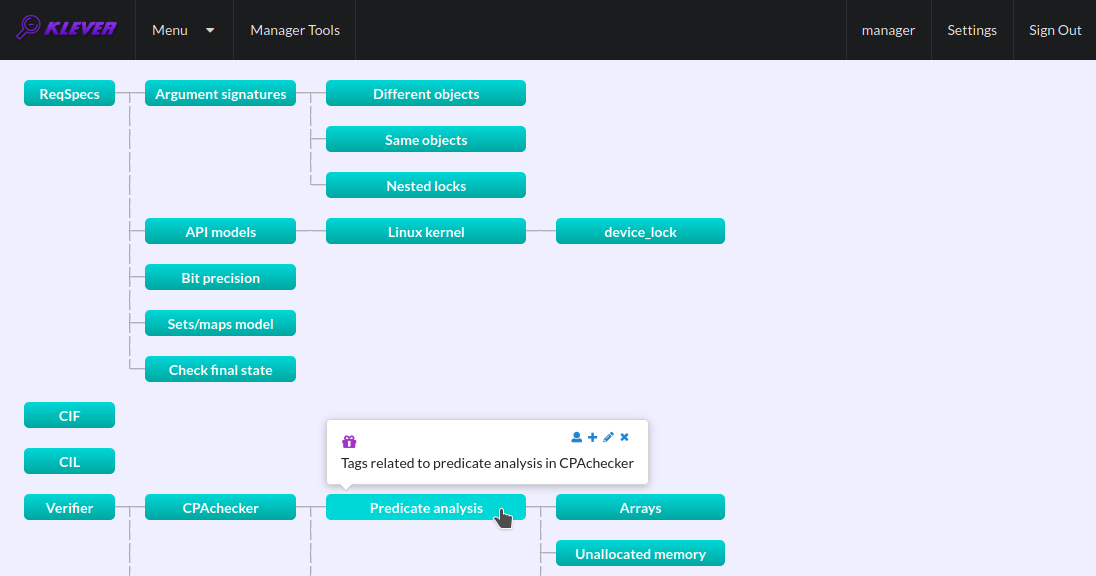 KLEVER
Menu
Manager Tools
manager
Settings
Sign Out
ReqSpecs
Argument signatures
Different objects
Same objects
Nested locks
API models
Linux kernel
device_lock
Bit precision
Sets/maps model
Check final state
CIF
CIL
Tags related to predicate analysis in CPAchecker
Verifier
CPAchecker
Predicate analysis
Arrays
Unallocated memory